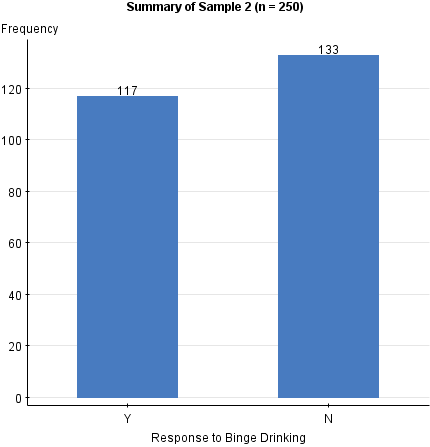 Summary of Sample 2 (n = 250)
Frequency
133
117
120
100
80
60
40
20
0
Y N
Response to Binge Drinking